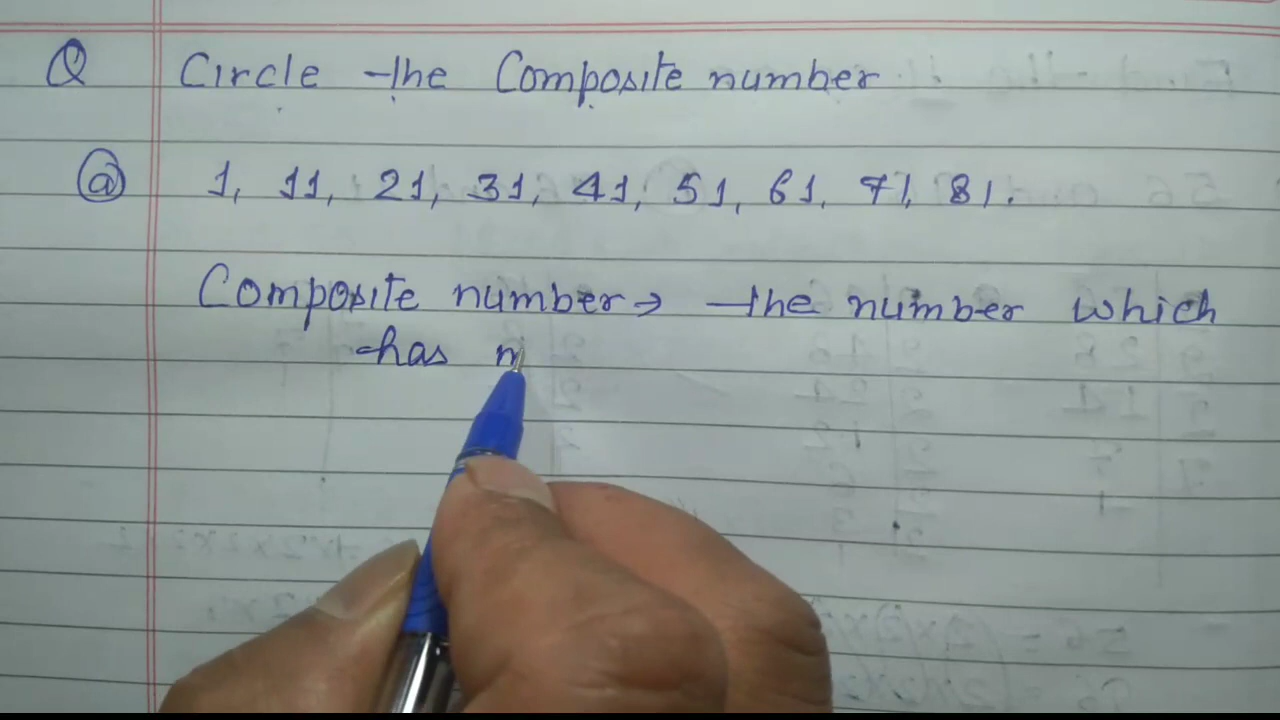 Q Circle the Composite number
(a) 1, 11, 21, 31, 41, 51, 61, 71, 81.
Composite number → the number which
has